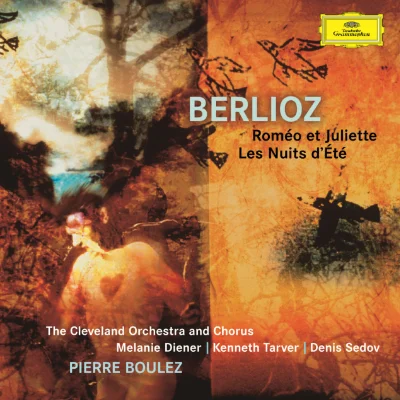 Deutsche
Grammophon
BERLIOZ
Roméo et Juliette
Les Nuits d'Été
The Cleveland Orchestra and Chorus
Melanie Diener | Kenneth Tarver | Denis Sedov
PIERRE BOULEZ